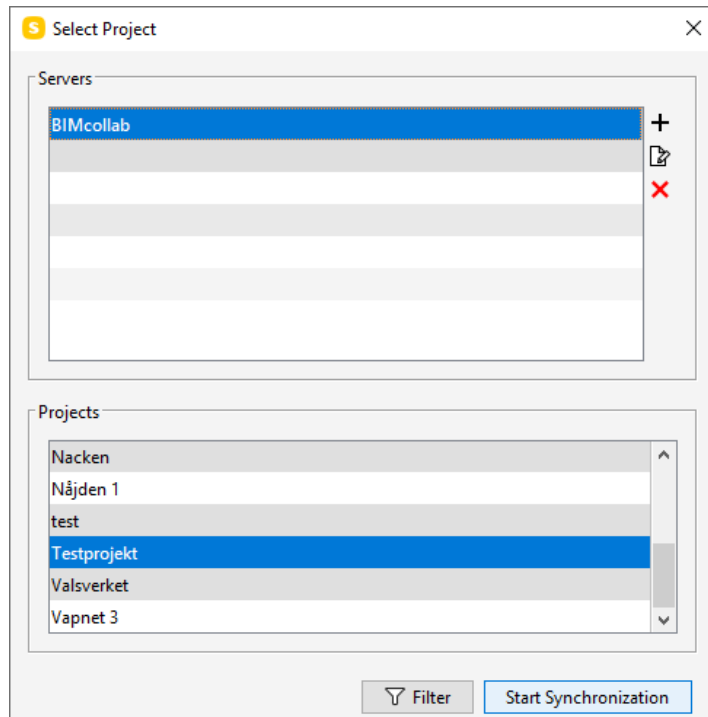 S Select Project
Servers
BIMcollab
Projects
Nacken
Nåjden 1
test
Testprojekt
Valsverket
Vapnet 3
Filter Start Synchronization